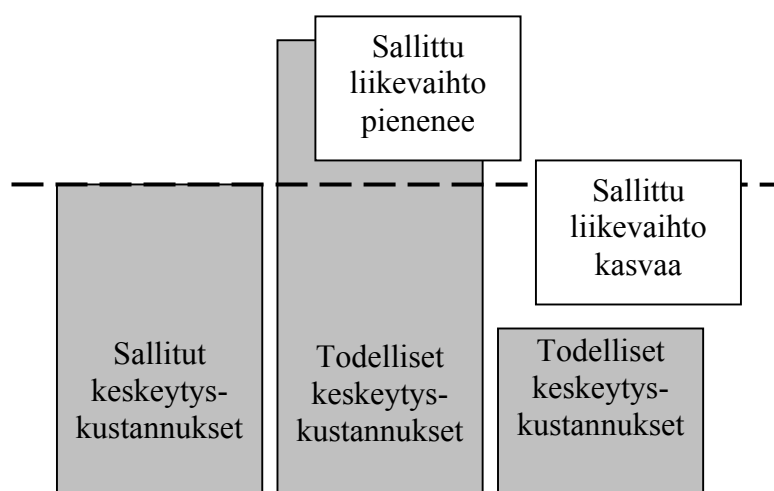 Sallittu
liikevaihto
pienenee
Sallittu
liikevaihto
kasvaa
Sallitut
keskeytys-
kustannukset
Todelliset
keskeytys-
kustannukset
Todelliset
keskeytys-
kustannukset